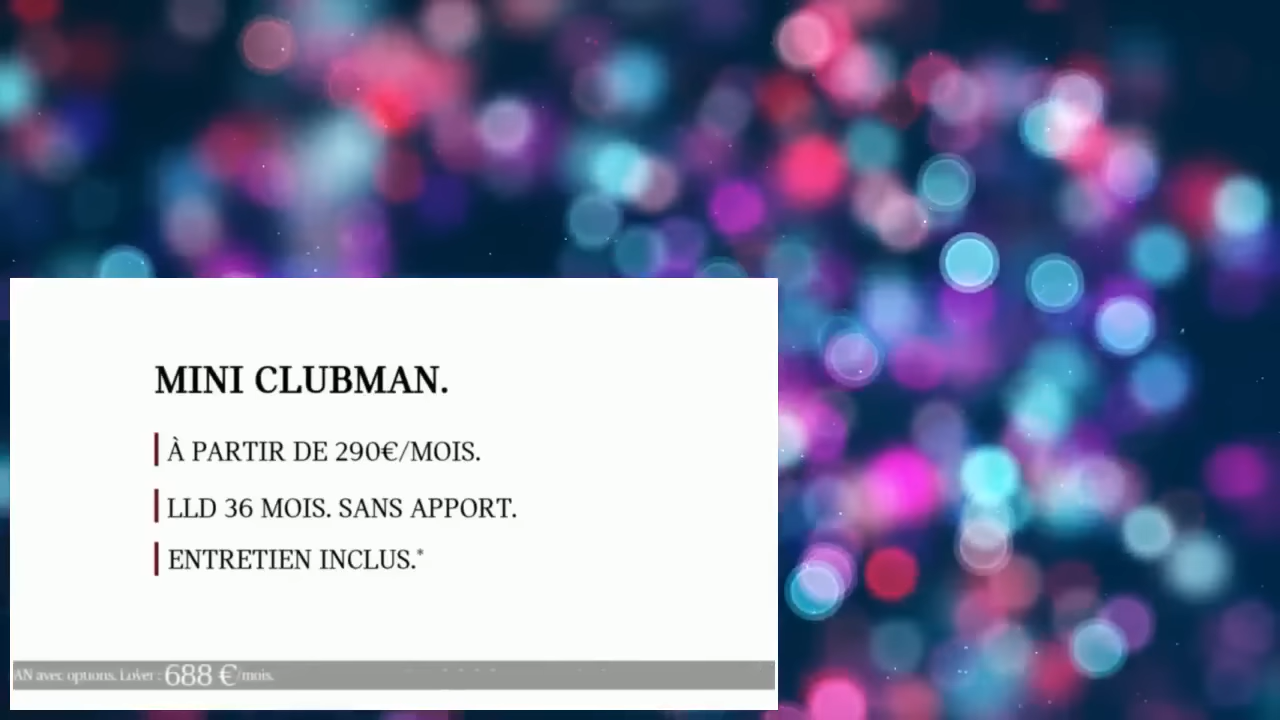 MINI CLUBMAN.
À PARTIR DE 290€/MOIS.
LLD 36 MOIS. SANS APPORT.
ENTRETIEN INCLUS.*
AN avec options. Loyer : 688 €/mois.